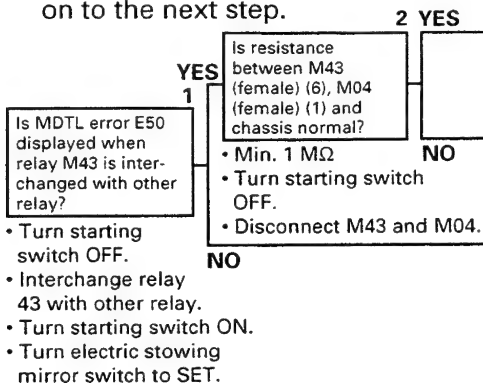 on to the next step.
2 YES
Is resistance
between M43
(female) (6), M04
(female) (1) and
chassis normal?
YES
1
• Min. 1 MΩ
• Turn starting switch
OFF.
• Disconnect M43 and M04.
NO
Is MDTL error E50
displayed when
relay M43 is inter-
changed with other
relay?
NO
• Turn starting
switch OFF.
• Interchange relay
43 with other relay.
• Turn starting switch ON.
• Turn electric stowing
mirror switch to SET.